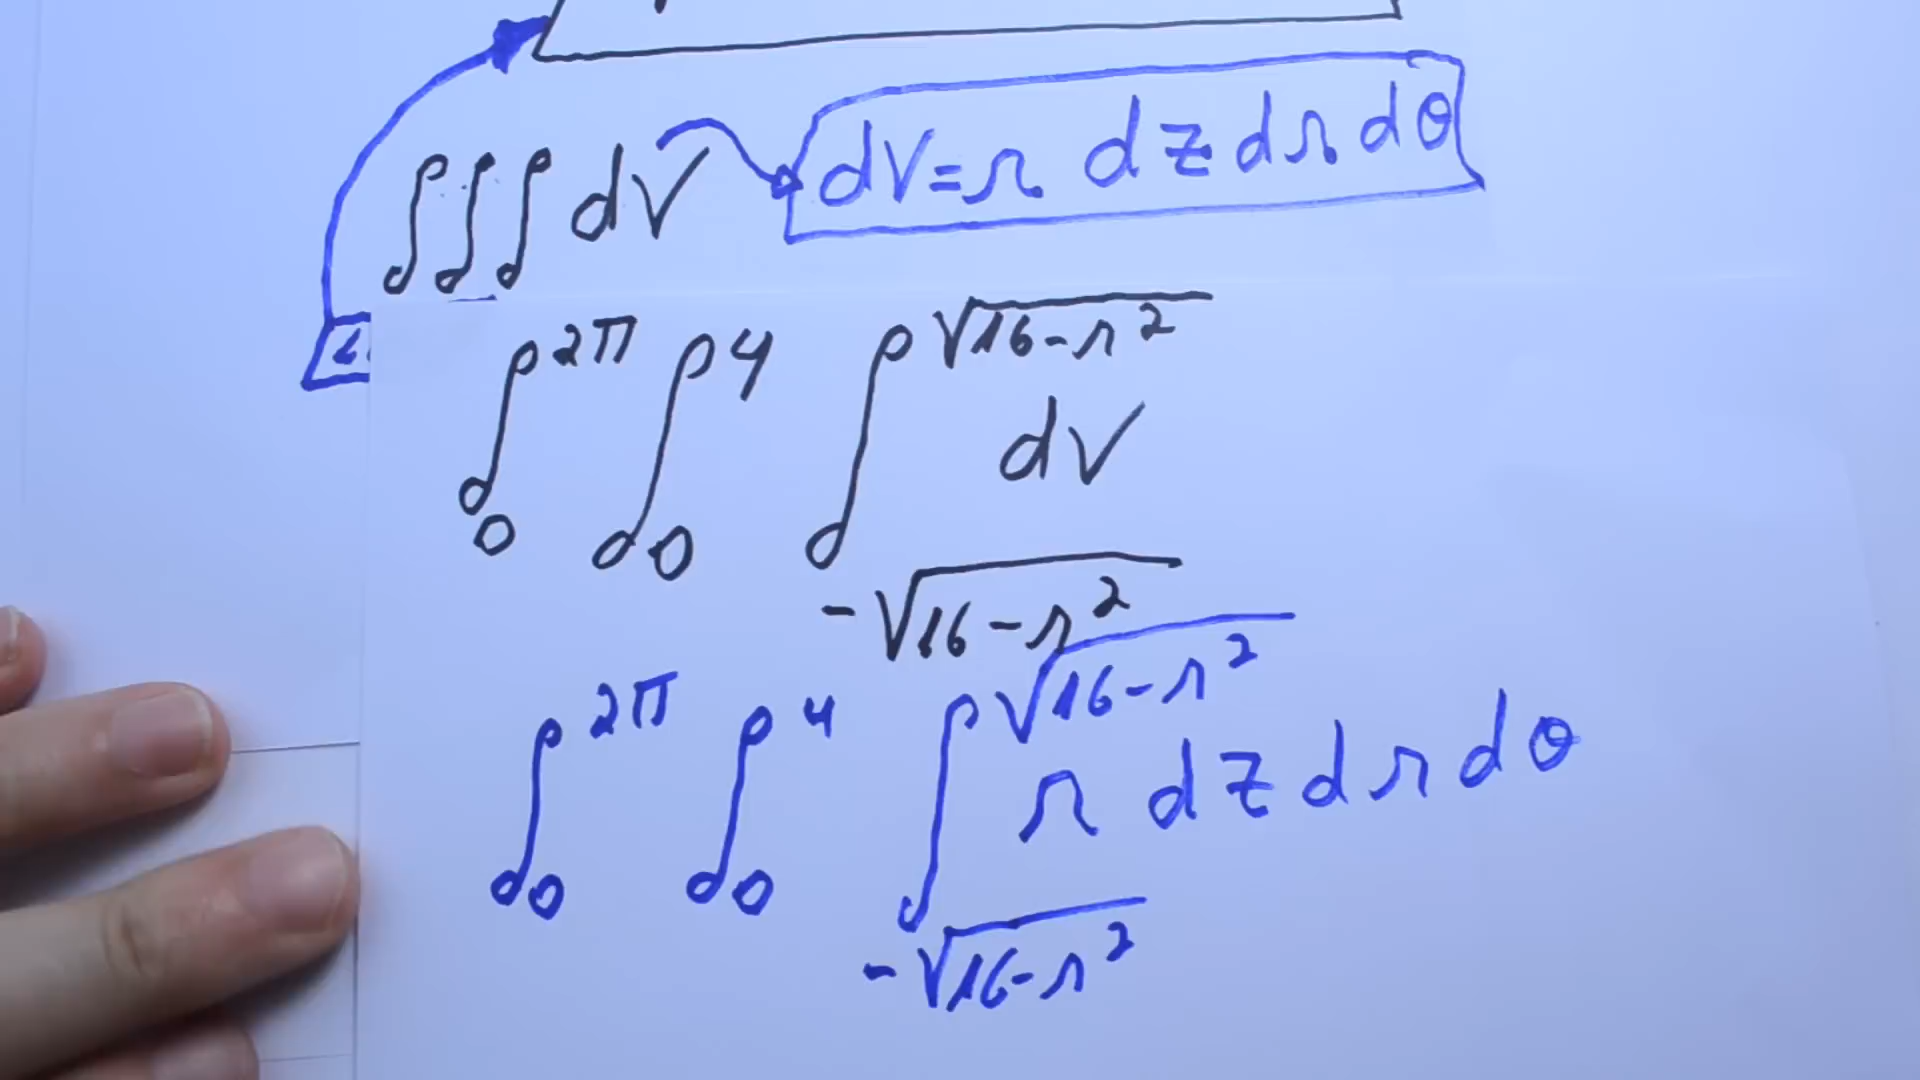 ∫∫∫ dV
dV = r dz dr dθ
∫₀^2π ∫₀^4 ∫_{-√(16-r²)}^{√(16-r²)} dV
∫₀^2π ∫₀^4 ∫_{-√(16-r²)}^{√(16-r²)} r dz dr dθ